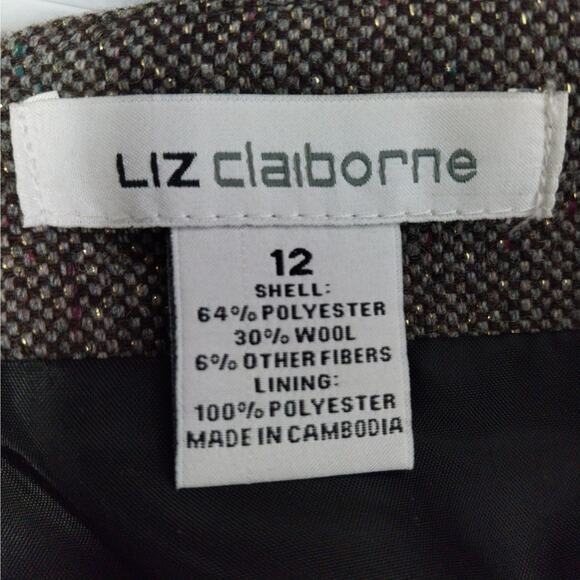 LIZ claiborne
12
SHELL:
64% POLYESTER
30% WOOL
6% OTHER FIBERS
LINING:
100% POLYESTER
MADE IN CAMBODIA